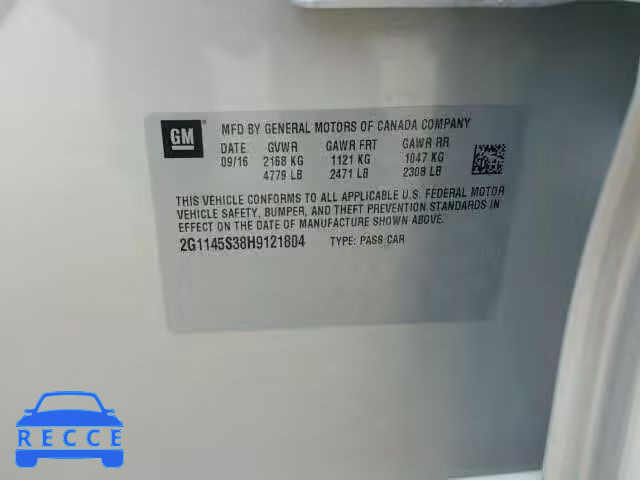 GM
MFD BY GENERAL MOTORS OF CANADA COMPANY
DATE GVWR GAWR FRT GAWR RR
09/16 2168 KG 1121 KG 1047 KG
4779 LB 2471 LB 2308 LB
THIS VEHICLE CONFORMS TO ALL APPLICABLE U.S. FEDERAL MOTOR
VEHICLE SAFETY, BUMPER, AND THEFT PREVENTION STANDARDS IN
EFFECT ON THE DATE OF MANUFACTURE SHOWN ABOVE.
2G1145S38H9121804 TYPE: PASS CAR
RECCE